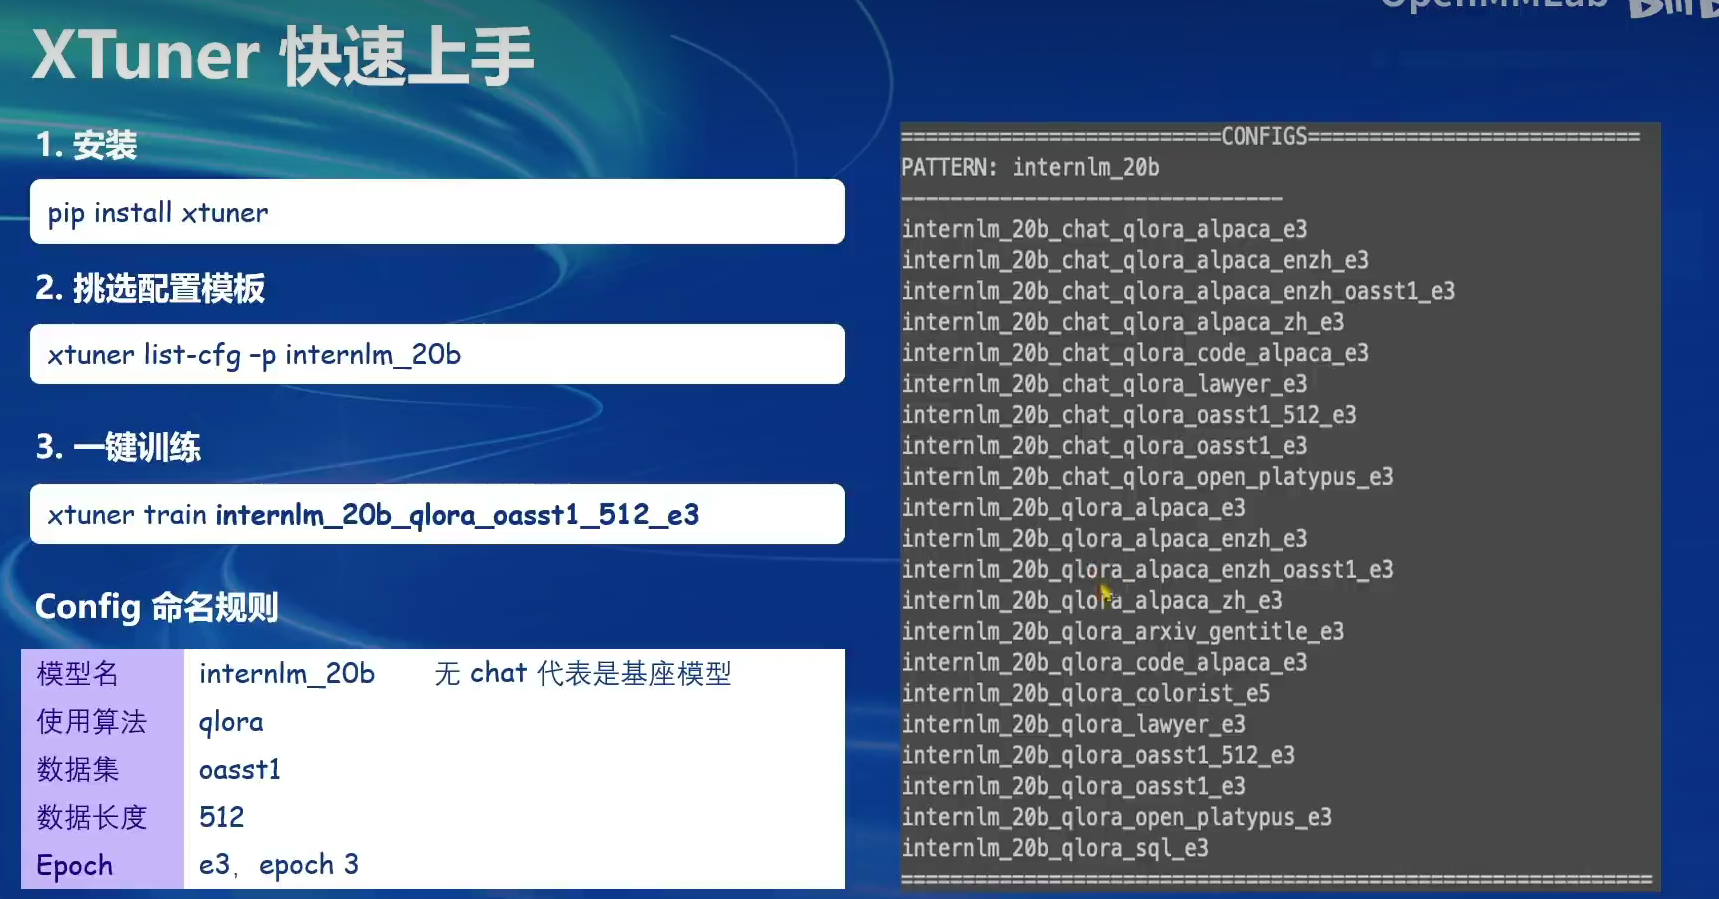 OpenMMLab
XTuner 快速上手
1. 安装
pip install xtuner
2. 挑选配置模板
xtuner list-cfg –p internlm_20b
3. 一键训练
xtuner train internlm_20b_qlora_oasst1_512_e3
Config 命名规则
模型名 internlm_20b 无 chat 代表是基座模型
使用算法 qlora
数据集 oasst1
数据长度 512
Epoch e3, epoch 3
==========================CONFIGS===========================
PATTERN: internlm_20b
-------------------------------
internlm_20b_chat_qlora_alpaca_e3
internlm_20b_chat_qlora_alpaca_enzh_e3
internlm_20b_chat_qlora_alpaca_enzh_oasst1_e3
internlm_20b_chat_qlora_alpaca_zh_e3
internlm_20b_chat_qlora_code_alpaca_e3
internlm_20b_chat_qlora_lawyer_e3
internlm_20b_chat_qlora_oasst1_512_e3
internlm_20b_chat_qlora_oasst1_e3
internlm_20b_chat_qlora_open_platypus_e3
internlm_20b_qlora_alpaca_e3
internlm_20b_qlora_alpaca_enzh_e3
internlm_20b_qlora_alpaca_enzh_oasst1_e3
internlm_20b_qlora_alpaca_zh_e3
internlm_20b_qlora_arxiv_gentitle_e3
internlm_20b_qlora_code_alpaca_e3
internlm_20b_qlora_colorist_e5
internlm_20b_qlora_lawyer_e3
internlm_20b_qlora_oasst1_512_e3
internlm_20b_qlora_oasst1_e3
internlm_20b_qlora_open_platypus_e3
internlm_20b_qlora_sql_e3
=============================================================